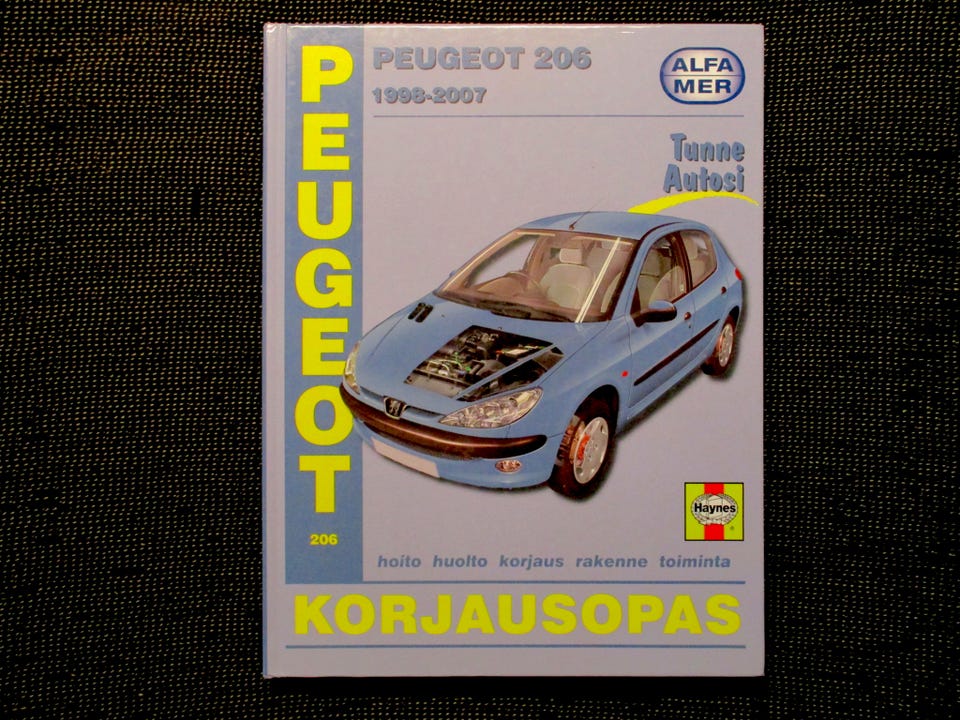 PEUGEOT
206
PEUGEOT 206
1998-2007
ALFA
MER
Tunne
Autosi
Haynes
hoito huolto korjaus rakenne toiminta
KORJAUSOPAS